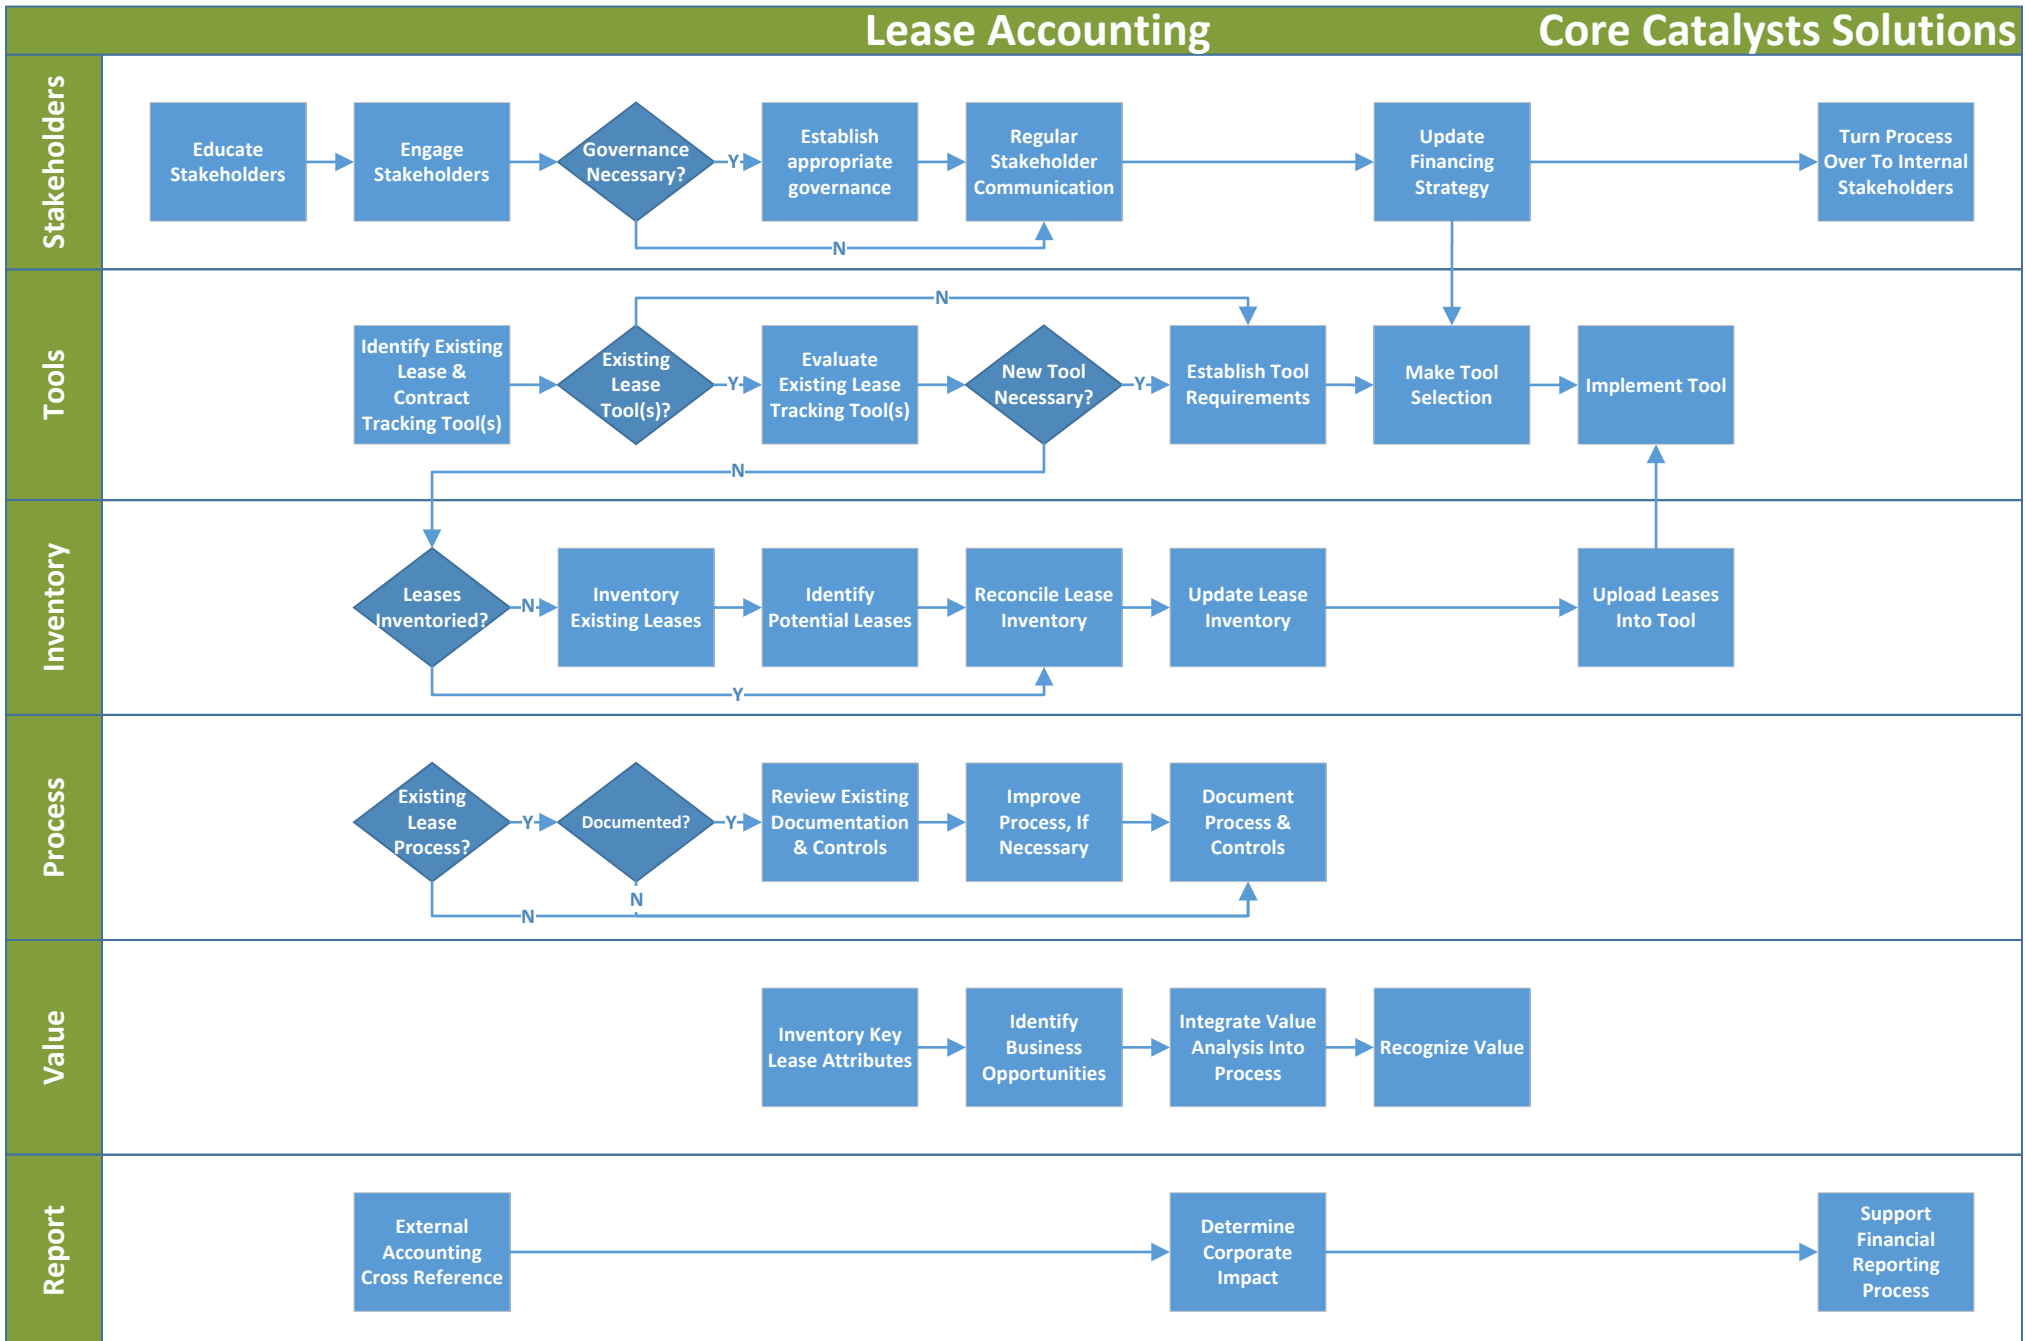 Lease Accounting
Core Catalysts Solutions
Stakeholders
Educate
Stakeholders
Engage
Stakeholders
Governance
Necessary?
Y
Establish
appropriate
governance
Regular
Stakeholder
Communication
Update
Financing
Strategy
Turn Process
Over To Internal
Stakeholders
N
Tools
N
Identify Existing
Lease &
Contract
Tracking Tool(s)
Existing
Lease
Tool(s)?
Y
Evaluate
Existing Lease
Tracking Tool(s)
New Tool
Necessary?
Y
Establish Tool
Requirements
Make Tool
Selection
Implement Tool
N
Inventory
Leases
Inventoried?
N
Inventory
Existing Leases
Identify
Potential Leases
Reconcile Lease
Inventory
Update Lease
Inventory
Upload Leases
Into Tool
Y
Process
Existing
Lease
Process?
Y
Documented?
Y
Review Existing
Documentation
& Controls
Improve
Process, If
Necessary
Document
Process &
Controls
N
N
Value
Inventory Key
Lease Attributes
Identify
Business
Opportunities
Integrate Value
Analysis Into
Process
Recognize Value
Report
External
Accounting
Cross Reference
Determine
Corporate
Impact
Support
Financial
Reporting
Process